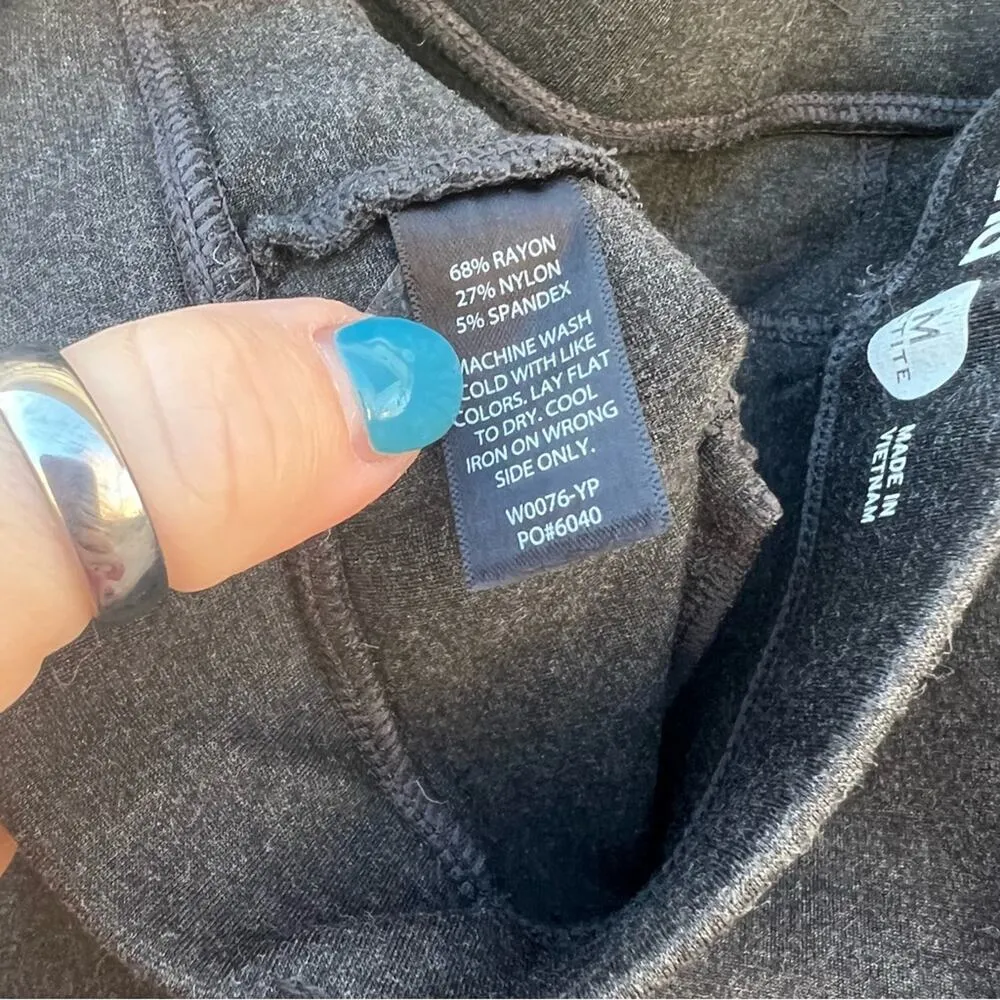 68% RAYON
27% NYLON
5% SPANDEX
MACHINE WASH
COLD WITH LIKE
COLORS. LAY FLAT
TO DRY. COOL
IRON ON WRONG
SIDE ONLY.
W0076-YP
PO#6040
M
TITE
MADE IN
VIETNAM